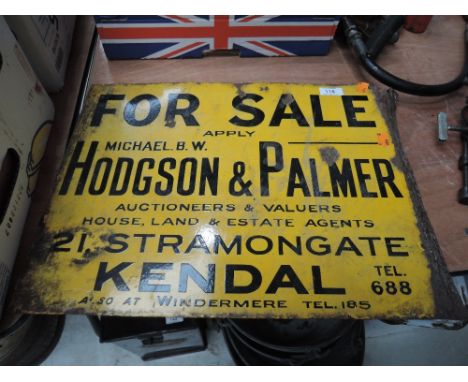 FOR SALE
APPLY
MICHAEL. B. W.
HODGSON & PALMER
AUCTIONEERS & VALUERS
HOUSE, LAND & ESTATE AGENTS
21, STRAMONGATE
KENDAL TEL. 688
ALSO AT WINDERMERE TEL. 185